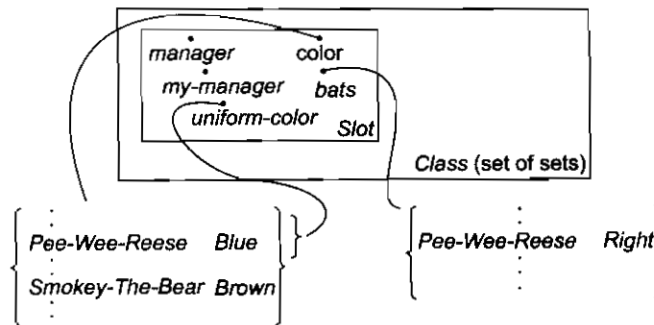 manager color
my-manager bats
uniform-color
Slot
Class (set of sets)
Pee-Wee-Reese Blue
Smokey-The-Bear Brown
Pee-Wee-Reese Right